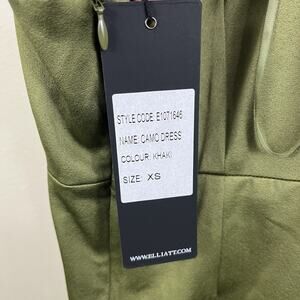 STYLE CODE: E1071646
NAME: CAMO DRESS
COLOUR: KHAKI
SIZE: XS
WWW.ELLIATT.COM